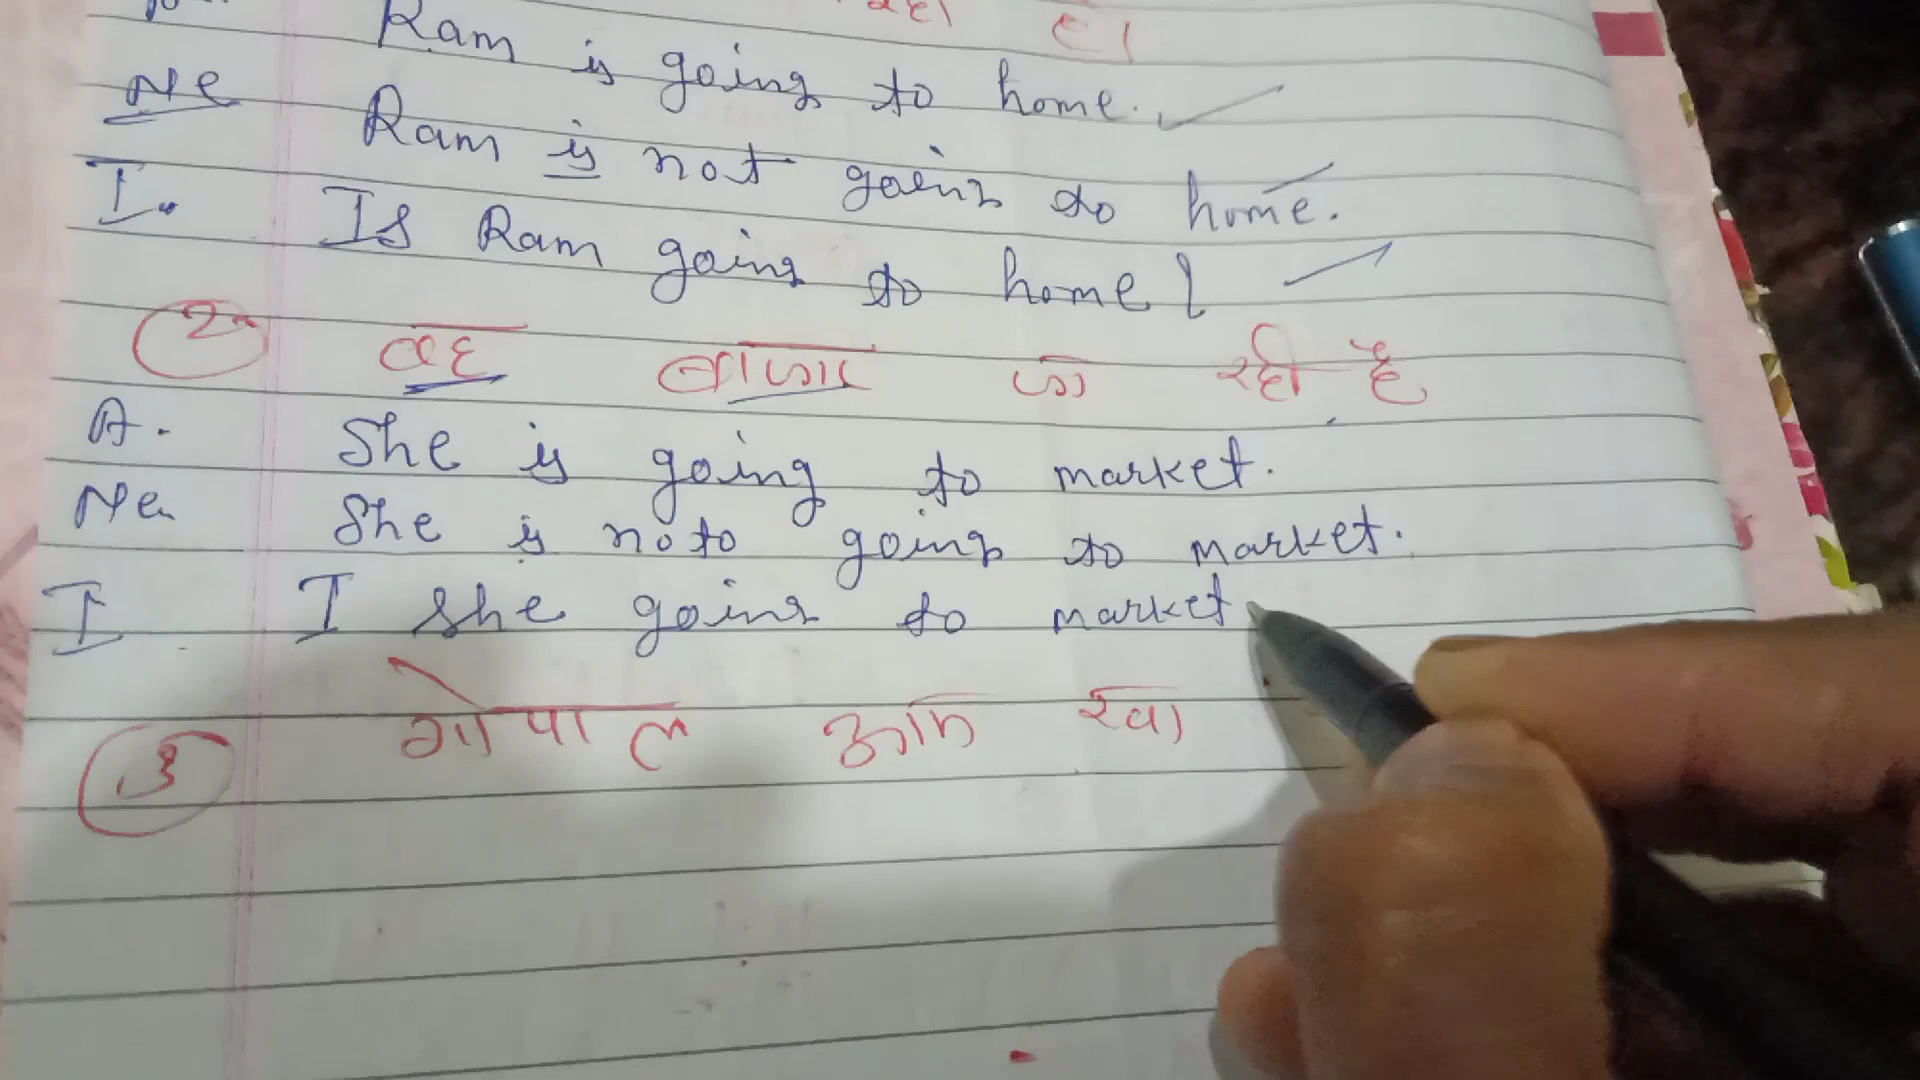 Ram is going to home.
Ne Ram is not going to home.
I. Is Ram going to home
2 वह बाजार जा रही है
A. She is going to market.
Ne She is noto going to market.
I I she going to market
3 गोपाल आम खा